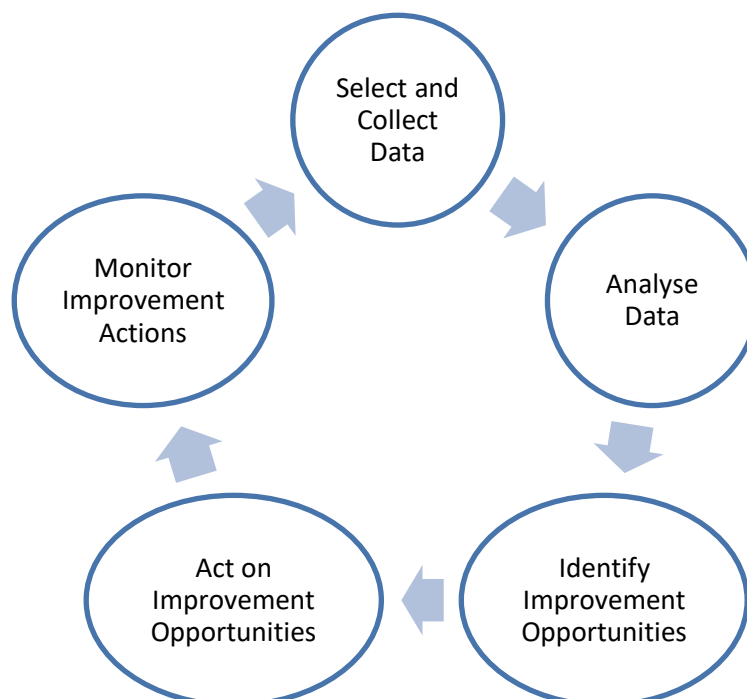 Select and
Collect
Data
Analyse
Data
Identify
Improvement
Opportunities
Act on
Improvement
Opportunities
Monitor
Improvement
Actions